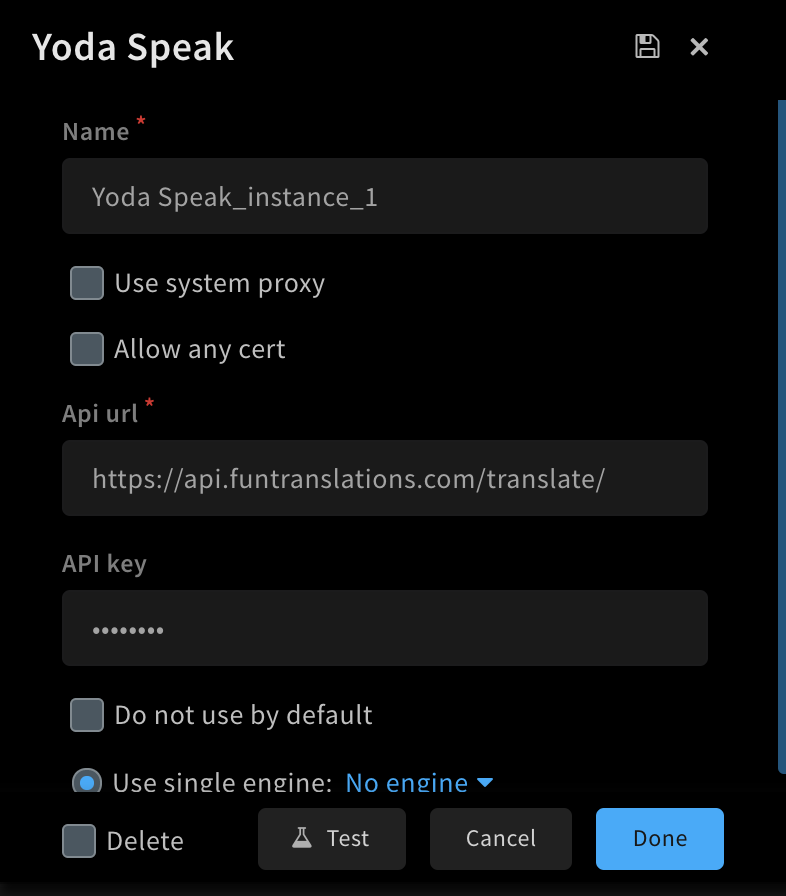 Yoda Speak
Name *
Yoda Speak_instance_1
Use system proxy
Allow any cert
Api url *
https://api.funtranslations.com/translate/
API key
••••••••
Do not use by default
Use single engine: No engine
Delete
Test
Cancel
Done